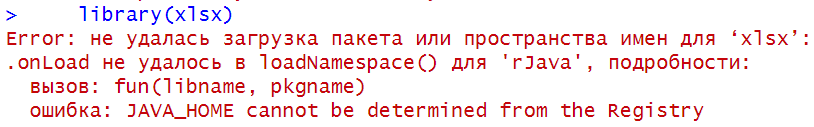 > library(xlsx)
Error: не удалась загрузка пакета или пространства имен для ‘xlsx’:
.onLoad не удалось в loadNamespace() для 'rJava', подробности:
вызов: fun(libname, pkgname)
ошибка: JAVA_HOME cannot be determined from the Registry